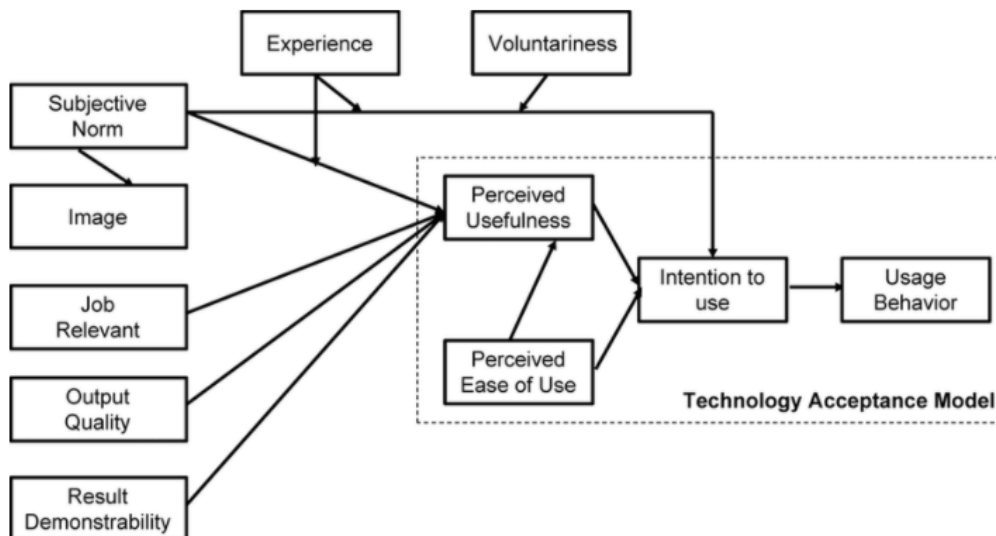 Experience
Voluntariness
Subjective
Norm
Image
Perceived
Usefulness
Job
Relevant
Intention to
use
Usage
Behavior
Perceived
Ease of Use
Output
Quality
Technology Acceptance Model
Result
Demonstrability